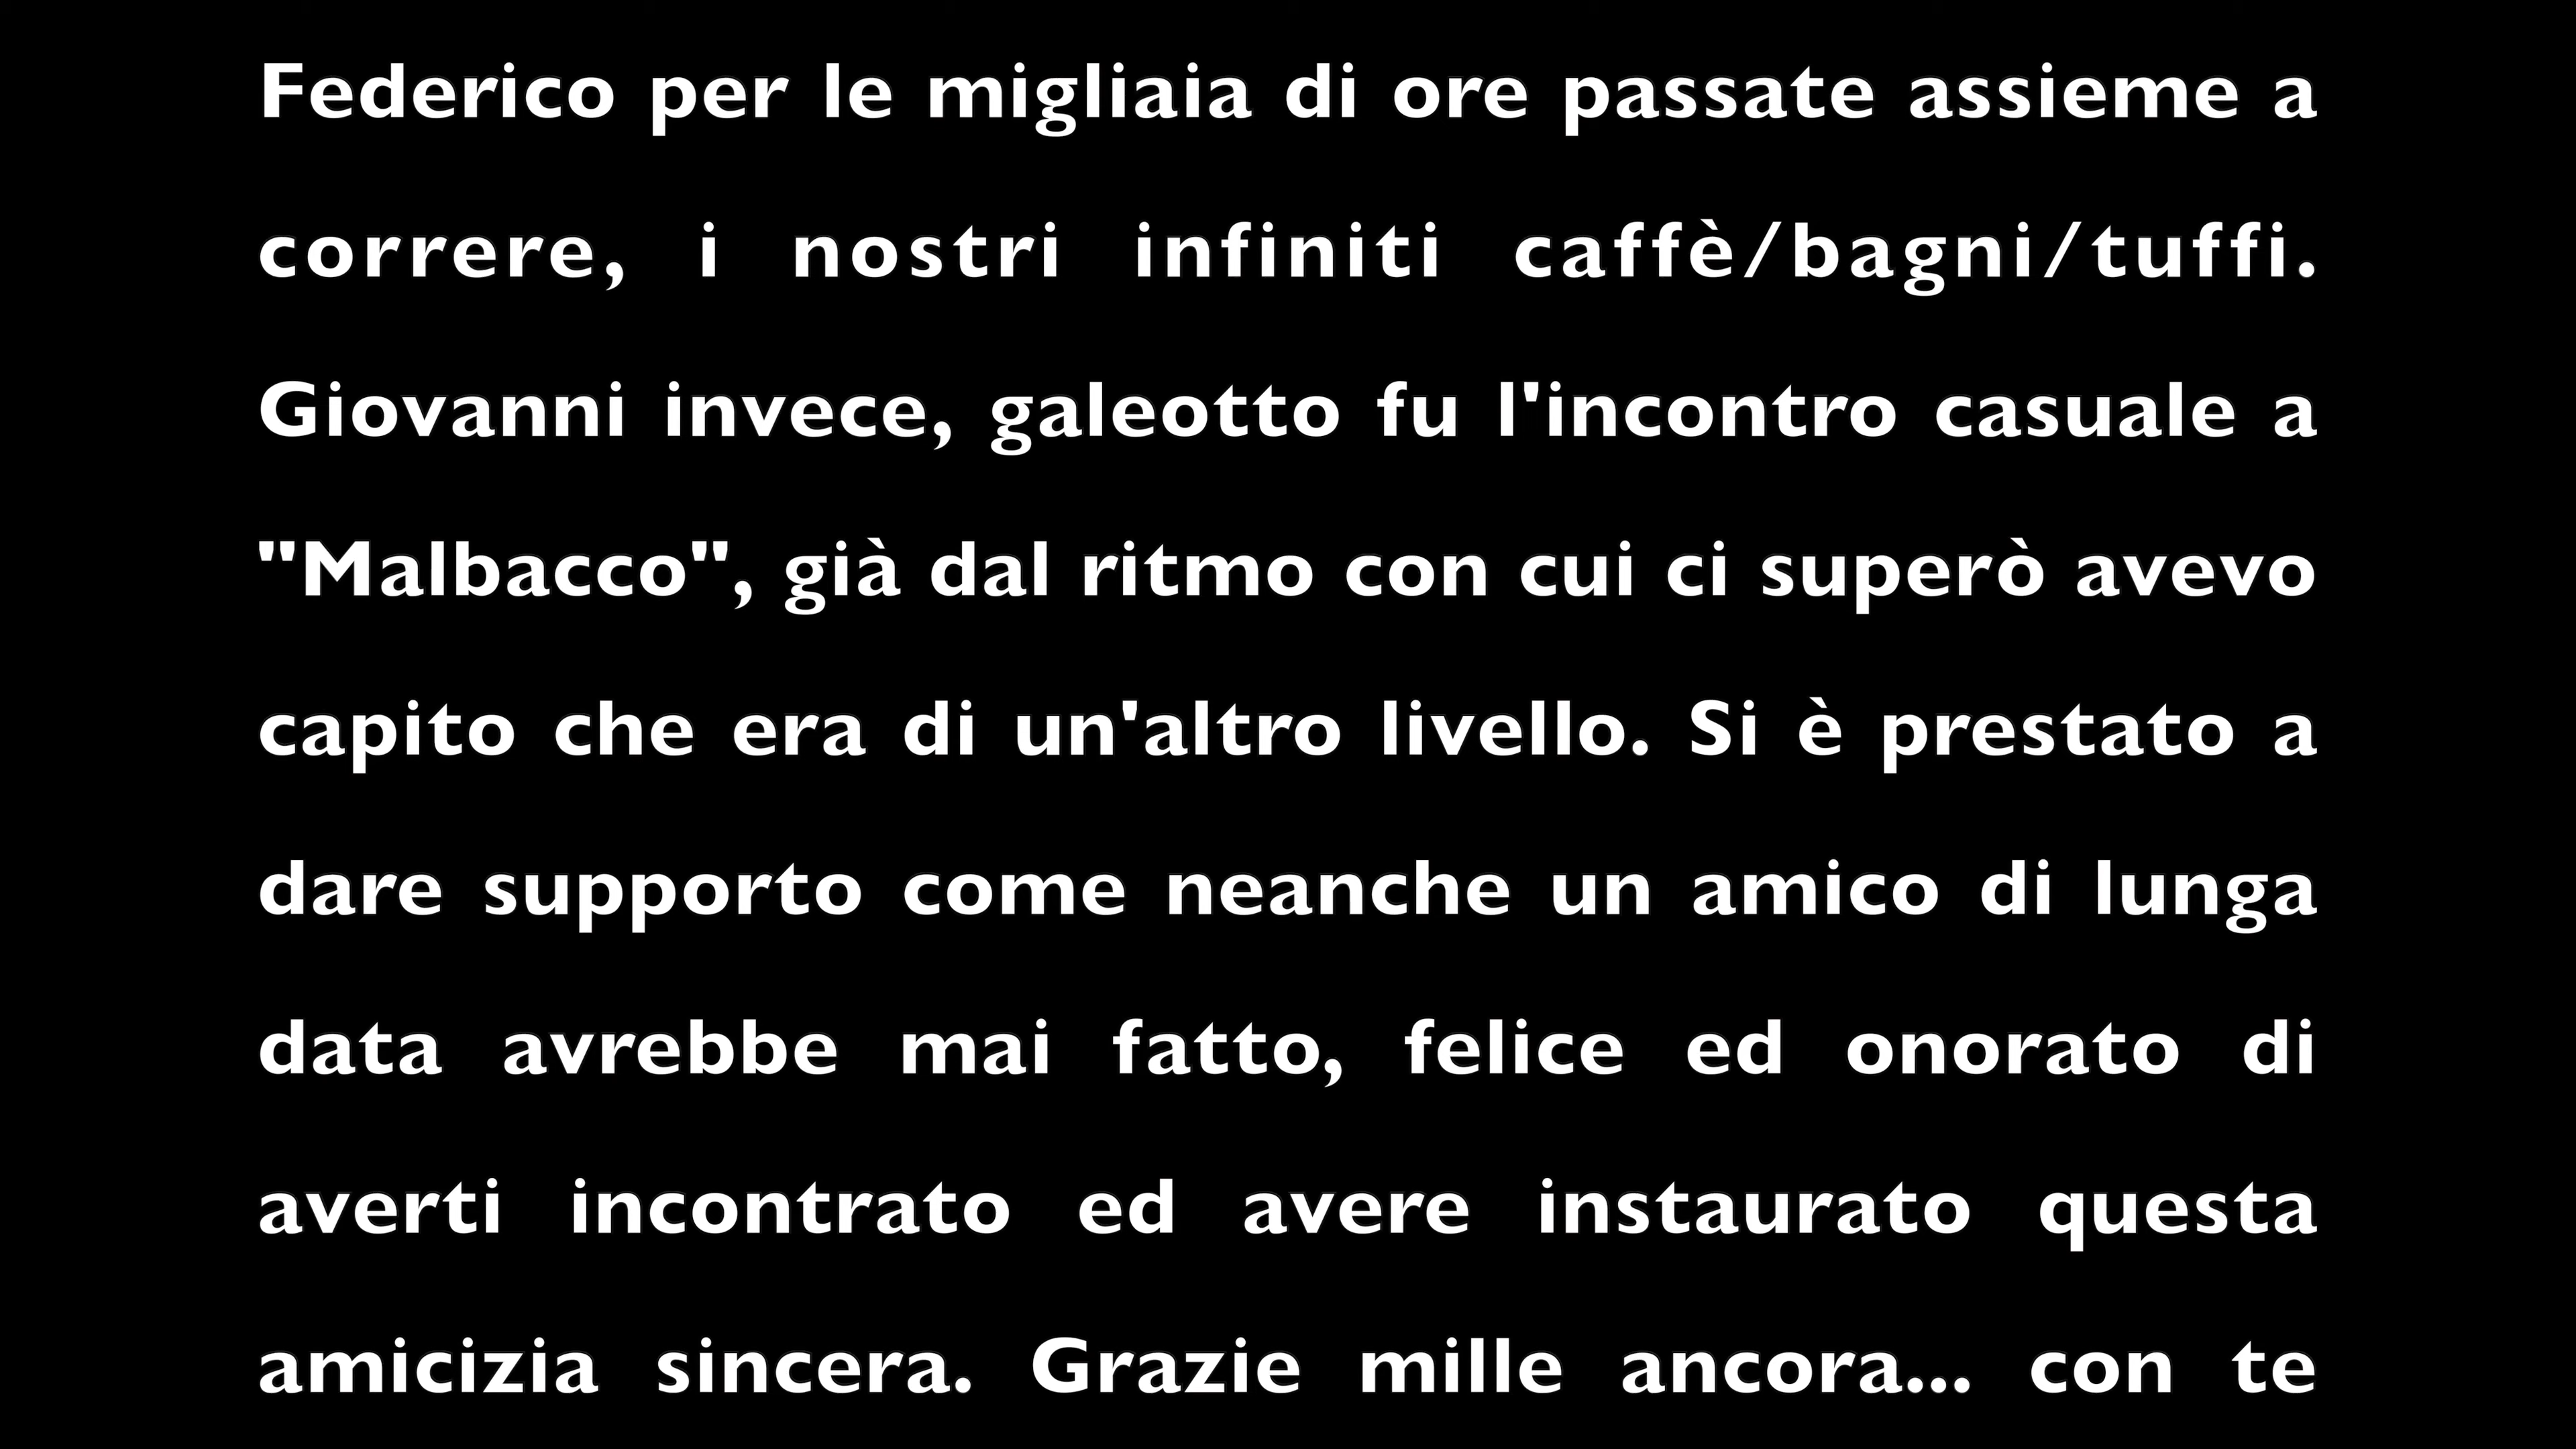 Federico per le migliaia di ore passate assieme a
correre, i nostri infiniti caffè/bagni/tuffi.
Giovanni invece, galeotto fu l'incontro casuale a
"Malbacco", già dal ritmo con cui ci superò avevo
capito che era di un'altro livello. Si è prestato a
dare supporto come neanche un amico di lunga
data avrebbe mai fatto, felice ed onorato di
averti incontrato ed avere instaurato questa
amicizia sincera. Grazie mille ancora... con te